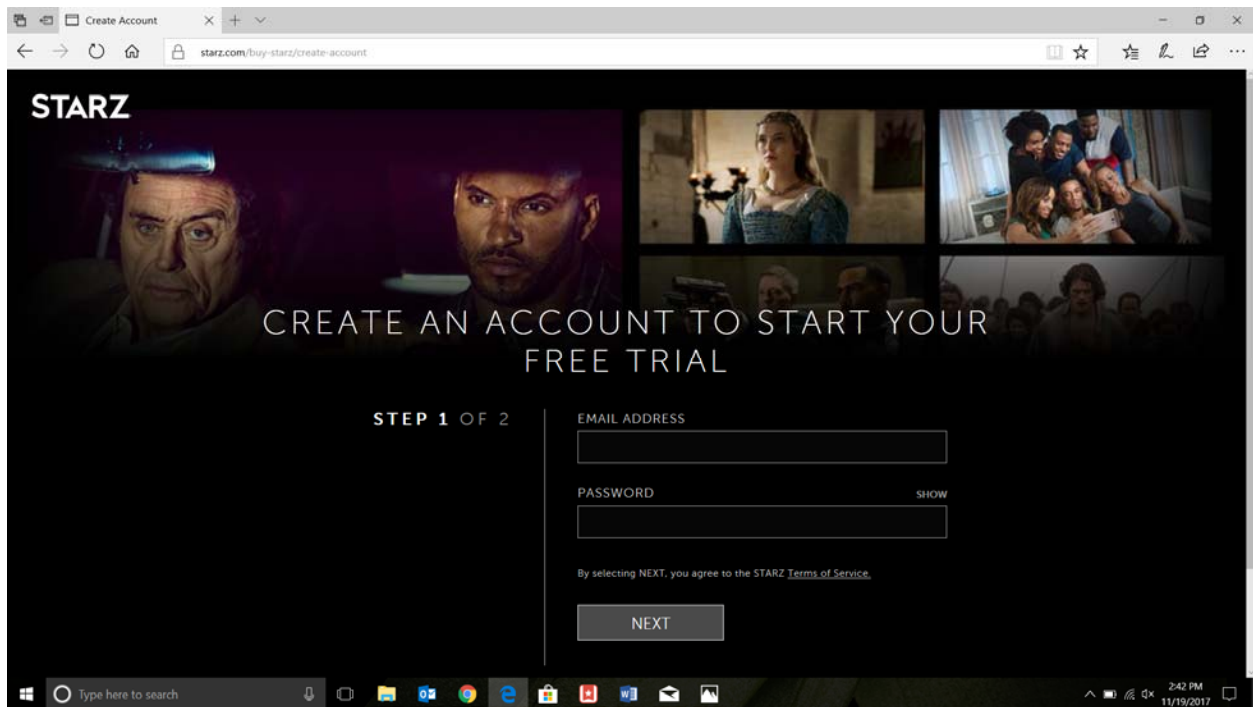 Create Account
starz.com/buy-starz/create-account
STARZ
CREATE AN ACCOUNT TO START YOUR
FREE TRIAL
STEP 1 OF 2
EMAIL ADDRESS
PASSWORD
SHOW
By selecting NEXT, you agree to the STARZ Terms of Service.
NEXT
Type here to search
2:42 PM
11/19/2017